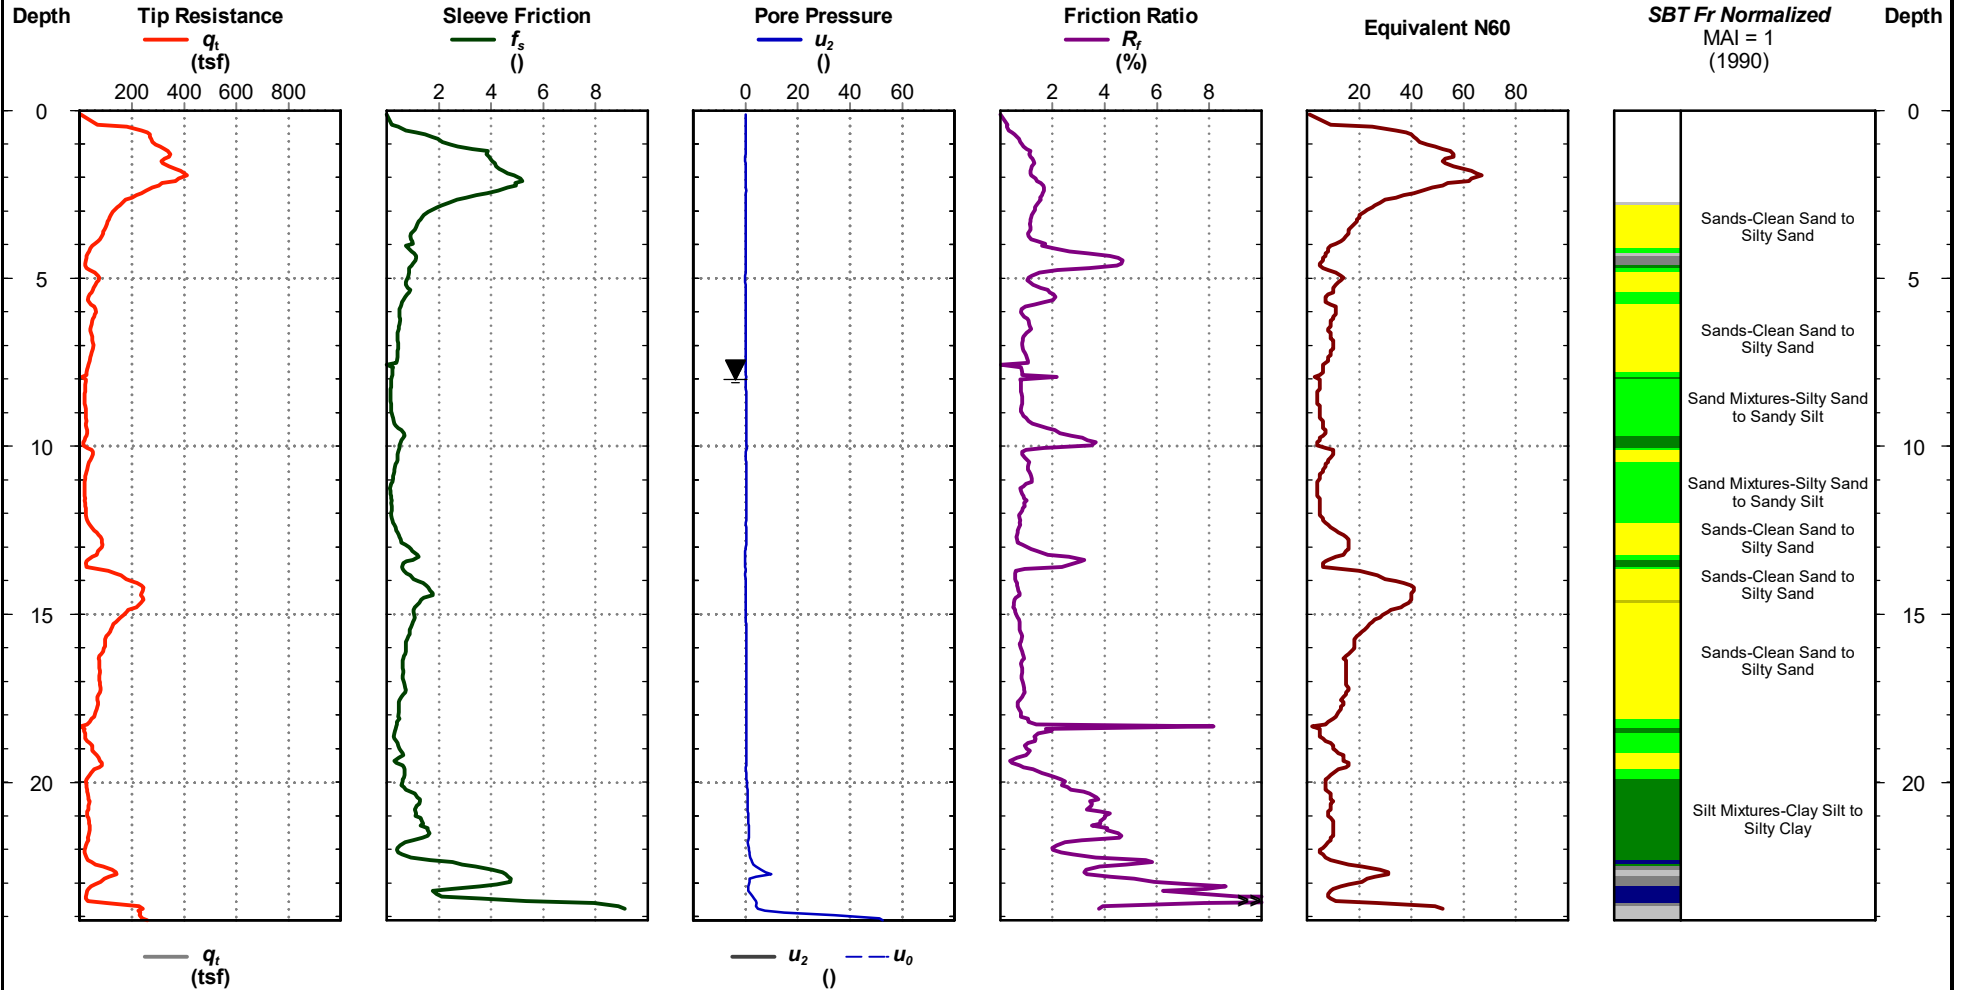 Depth
Tip Resistance
qt
(tsf)
Sleeve Friction
fs
()
Pore Pressure
u2
()
Friction Ratio
Rf
(%)
Equivalent N60
SBT Fr Normalized
MAI = 1
(1990)
Depth
200 400 600 800
2 4 6 8
0 20 40 60
2 4 6 8
20 40 60 80
0
5
10
15
20
Sands-Clean Sand to
Silty Sand
Sands-Clean Sand to
Silty Sand
Sand Mixtures-Silty Sand
to Sandy Silt
Sand Mixtures-Silty Sand
to Sandy Silt
Sands-Clean Sand to
Silty Sand
Sands-Clean Sand to
Silty Sand
Sands-Clean Sand to
Silty Sand
Silt Mixtures-Clay Silt to
Silty Clay
0
5
10
15
20
>>
qt
(tsf)
u2 u0
()